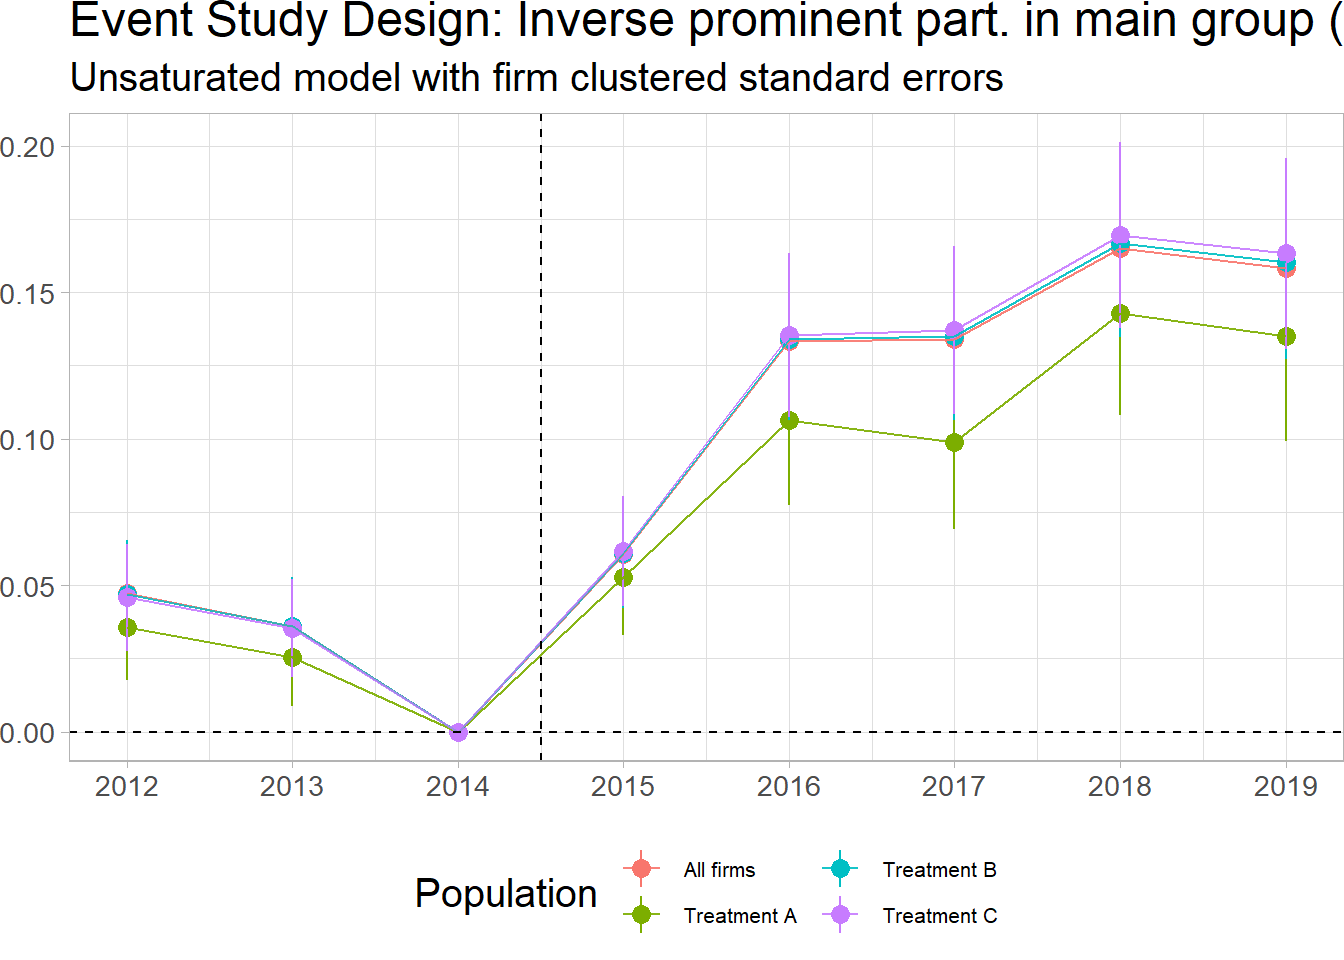 Event Study Design: Inverse prominent part. in main group (
Unsaturated model with firm clustered standard errors
0.20
0.15
0.10
0.05
0.00
2012 2013 2014 2015 2016 2017 2018 2019
Population
All firms Treatment B
Treatment A Treatment C